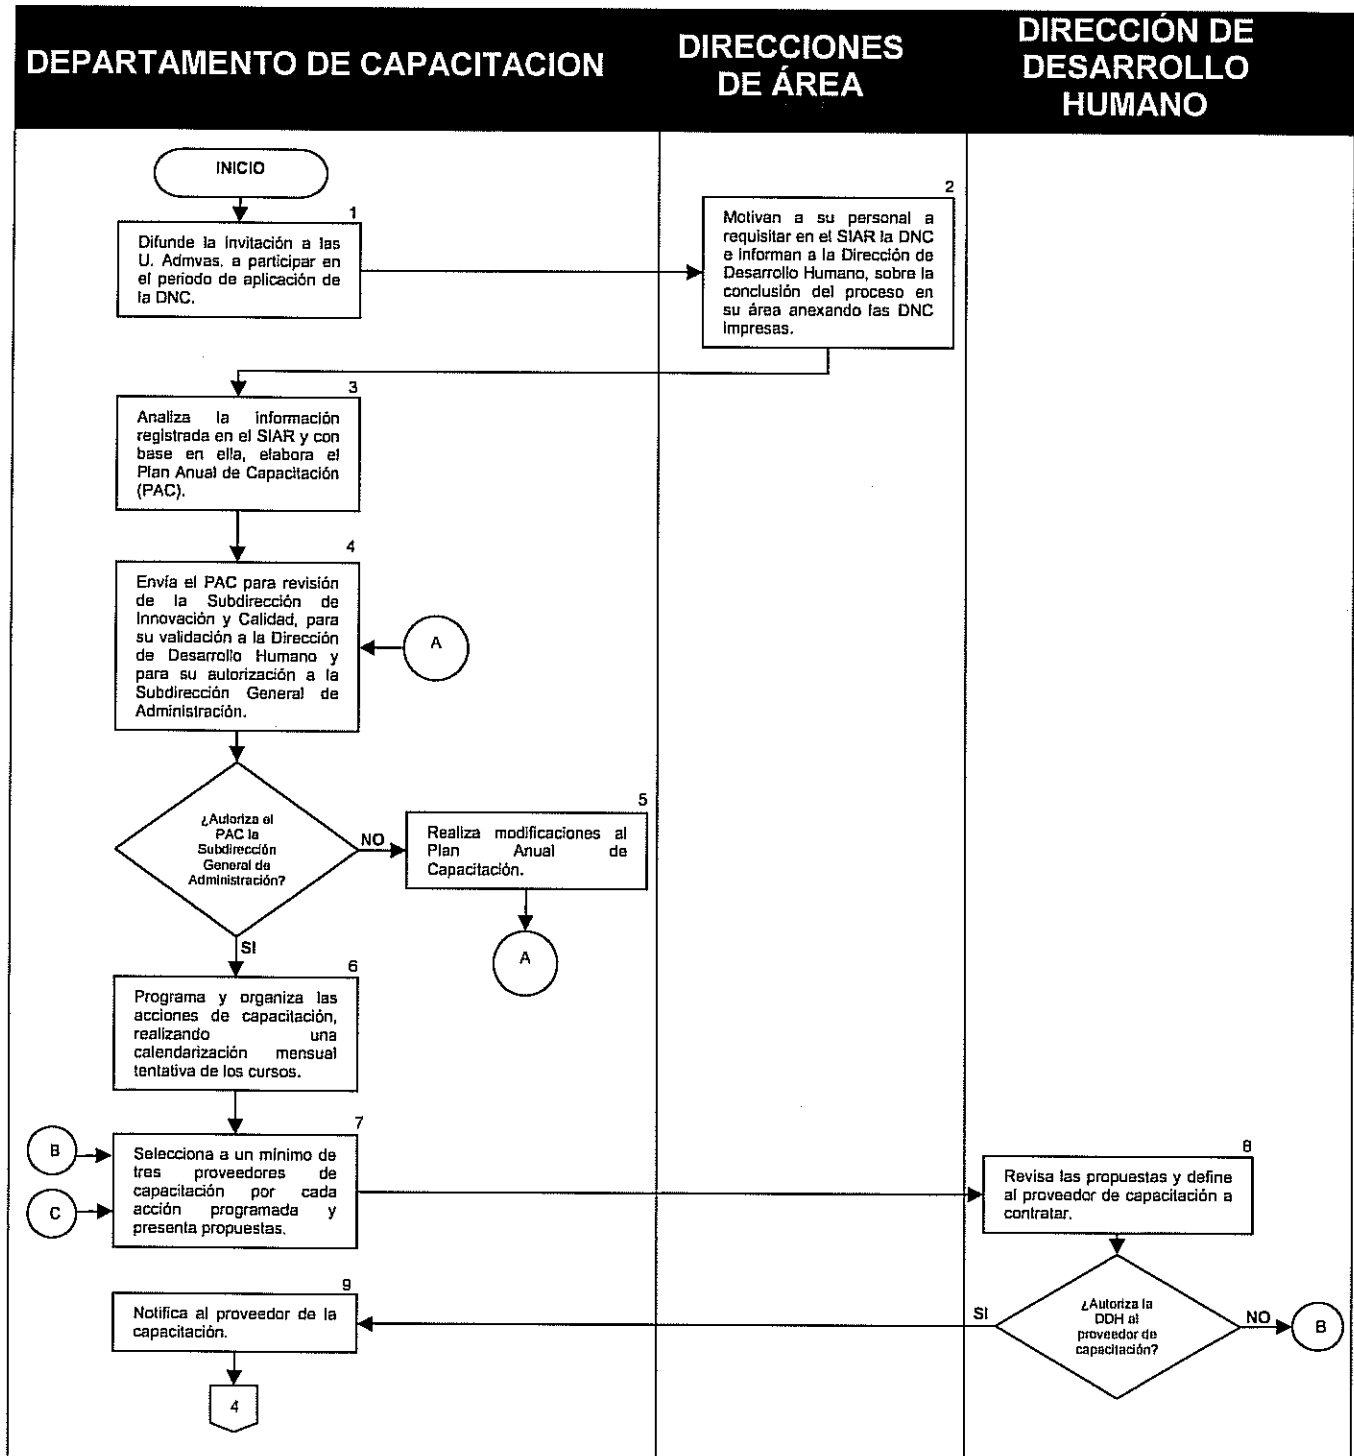 DEPARTAMENTO DE CAPACITACION
DIRECCIONES
DE ÁREA
DIRECCIÓN DE
DESARROLLO
HUMANO
INICIO
1
Difunde la invitación a las
U. Admvas. a participar en
el periodo de aplicación de
la DNC.
2
Motivan a su personal a
requisitar en el SIAR la DNC
e informan a la Dirección de
Desarrollo Humano, sobre la
conclusión del proceso en
su área anexando las DNC
impresas.
3
Analiza la información
registrada en el SIAR y con
base en ella, elabora el
Plan Anual de Capacitación
(PAC).
4
Envía el PAC para revisión
de la Subdirección de
Innovación y Calidad, para
su validación a la Dirección
de Desarrollo Humano y
para su autorización a la
Subdirección General de
Administración.
A
¿Autoriza el
PAC la
Subdirección
General de
Administración?
NO
5
Realiza modificaciones al
Plan Anual de
Capacitación.
A
SI
6
Programa y organiza las
acciones de capacitación,
realizando una
calendarización mensual
tentativa de los cursos.
7
B
C
Selecciona a un mínimo de
tres proveedores de
capacitación por cada
acción programada y
presenta propuestas.
8
Revisa las propuestas y define
al proveedor de capacitación a
contratar.
¿Autoriza la
DDH al
proveedor de
capacitación?
NO
B
SI
9
Notifica al proveedor de la
capacitación.
4